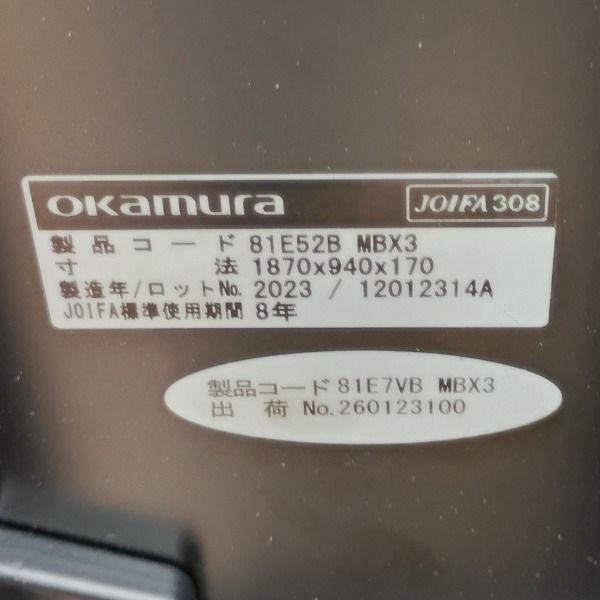 okamura
JOIFA 308
製品コード 81E52B MBX3
寸法 1870x940x170
製造年/ロットNo. 2023 / 12012314A
JOIFA標準使用期間 8年
製品コード 81E7VB MBX3
出荷 No.260123100